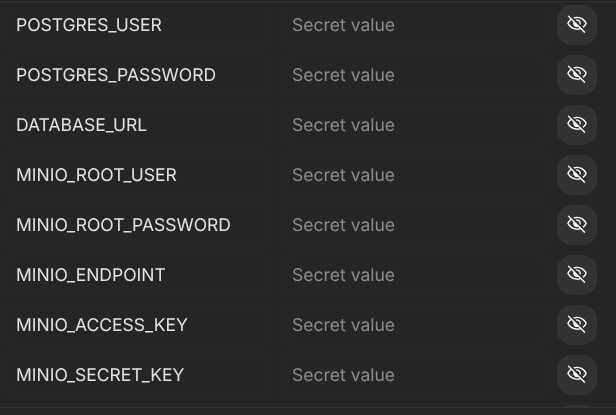 POSTGRES_USER Secret value
POSTGRES_PASSWORD Secret value
DATABASE_URL Secret value
MINIO_ROOT_USER Secret value
MINIO_ROOT_PASSWORD Secret value
MINIO_ENDPOINT Secret value
MINIO_ACCESS_KEY Secret value
MINIO_SECRET_KEY Secret value